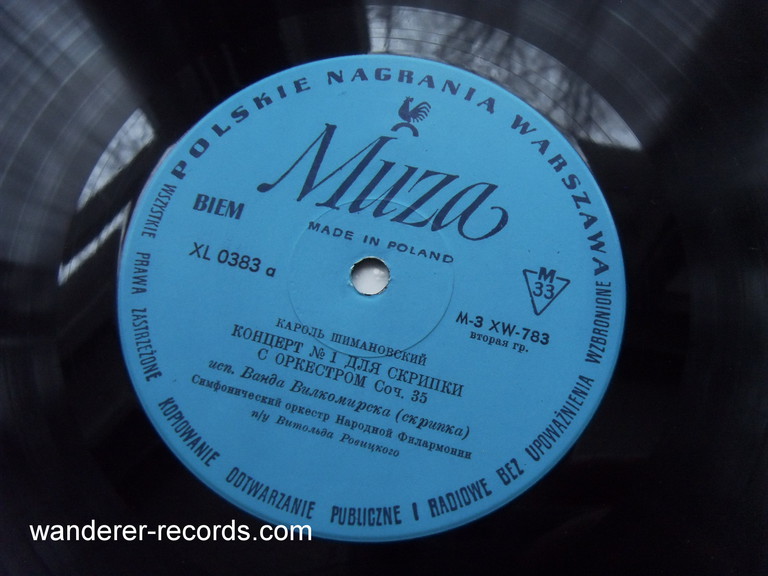 POLSKIE NAGRANIA WARSZAWA
Muza
MADE IN POLAND
BIEM
XL 0383 a
M
33
M-3 XW-783
вторая гр.
КАРОЛЬ ШИМАНОВСКИЙ
КОНЦЕРТ № 1 ДЛЯ СКРИПКИ
С ОРКЕСТРОМ Соч. 35
исп. Ванда Вилкомирска (скрипка)
Симфонический оркестр Народной Филармонии
п/у Витольда Ровицкого
WSZYSTKIE PRAWA ZASTRZEŻONE KOPIOWANIE ODTWARZANIE PUBLICZNE I RADIOWE BEZ UPOWAŻNIENIA WZBRONIONE
wanderer-records.com